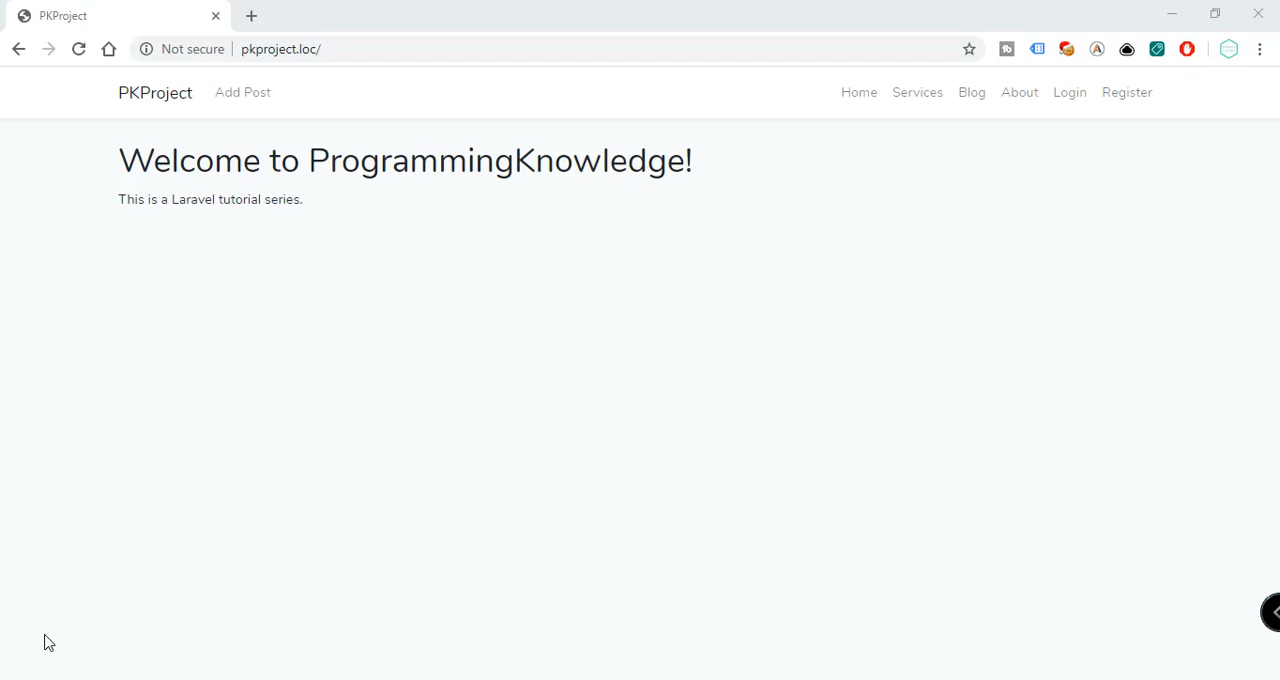 PKProject
Not secure pkproject.loc/
PKProject Add Post Home Services Blog About Login Register
Welcome to ProgrammingKnowledge!
This is a Laravel tutorial series.